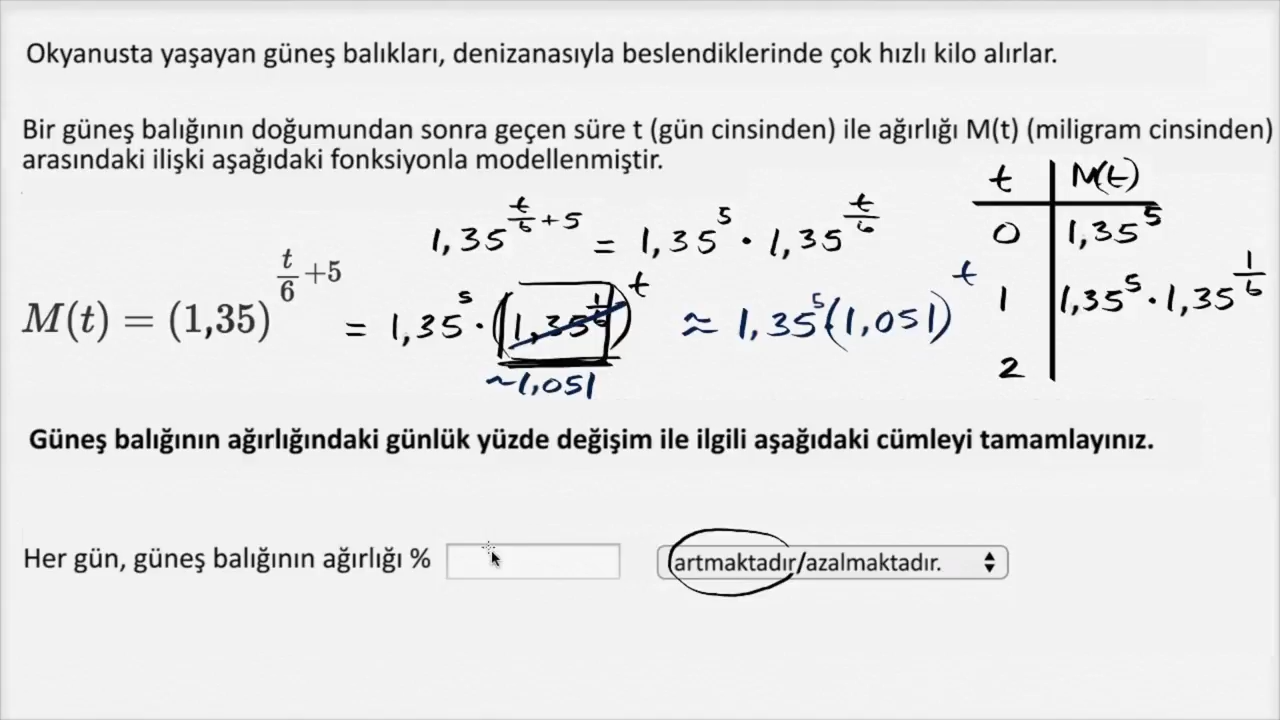 Okyanusta yaşayan güneş balıkları, denizanasıyla beslendiklerinde çok hızlı kilo alırlar.
Bir güneş balığının doğumundan sonra geçen süre t (gün cinsinden) ile ağırlığı M(t) (miligram cinsinden)
arasındaki ilişki aşağıdaki fonksiyonla modellenmiştir.
t | M(t)
0 | 1,35^5
1 | 1,35^5 · 1,35^(1/6)
2
1,35^(t/6 + 5) = 1,35^5 · 1,35^(t/6)
M(t) = (1,35)^(t/6 +5) = 1,35^5 · (1,35^(1/6))^t ≈ 1,35^5 (1,051)^t
~1,051
Güneş balığının ağırlığındaki günlük yüzde değişim ile ilgili aşağıdaki cümleyi tamamlayınız.
Her gün, güneş balığının ağırlığı % artmaktadır/azalmaktadır.